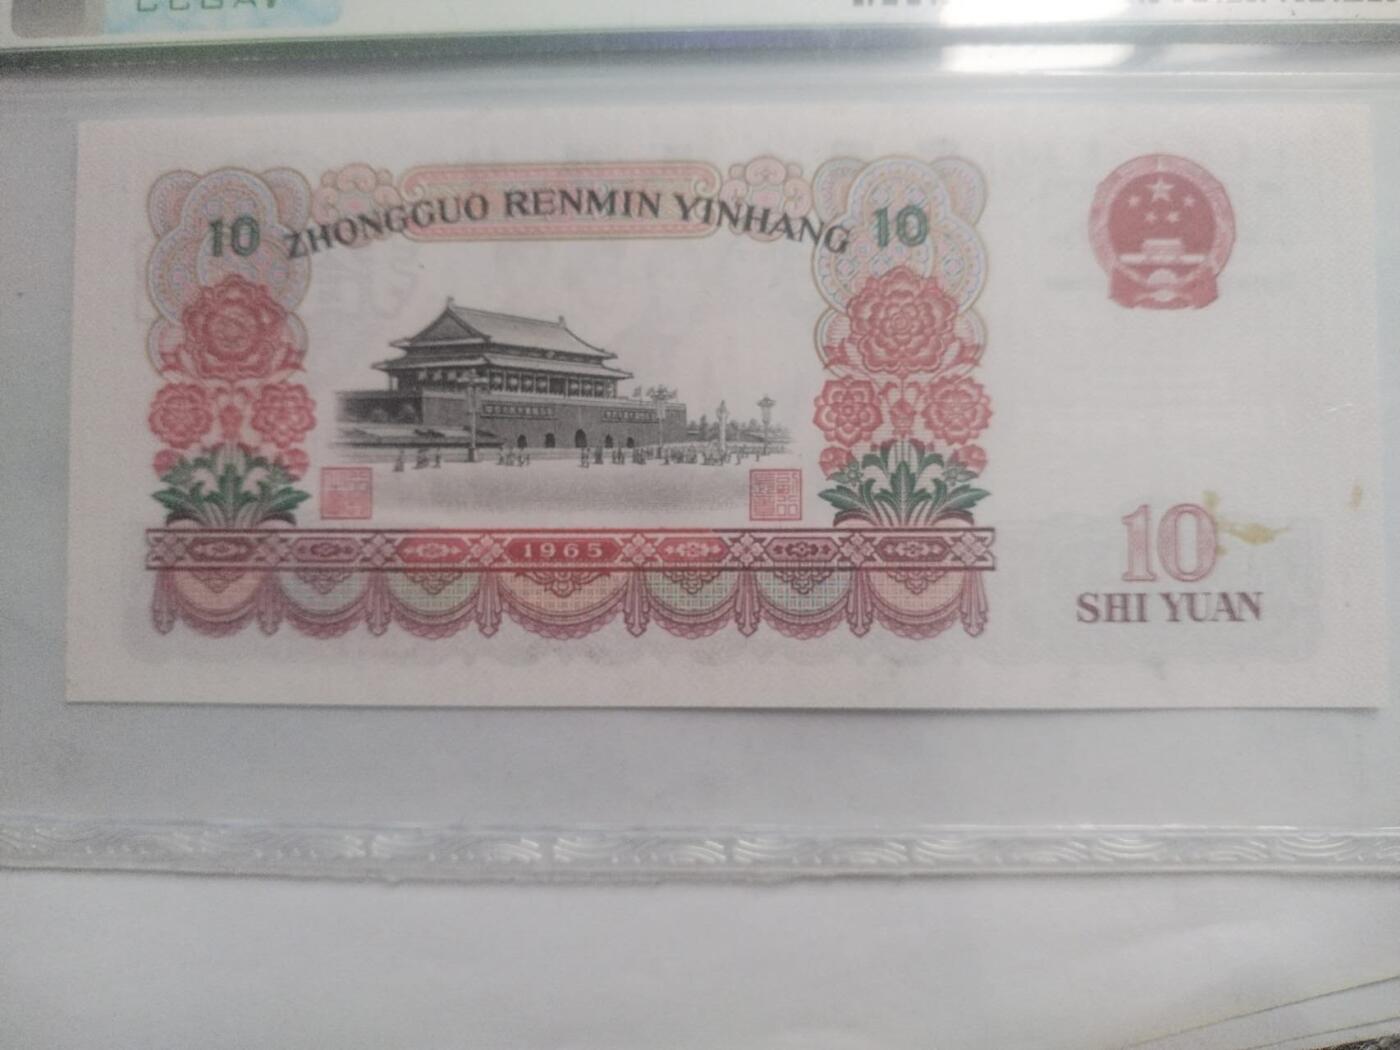 10 ZHONGGUO RENMIN YINHANG 10
1965
10
SHI YUAN